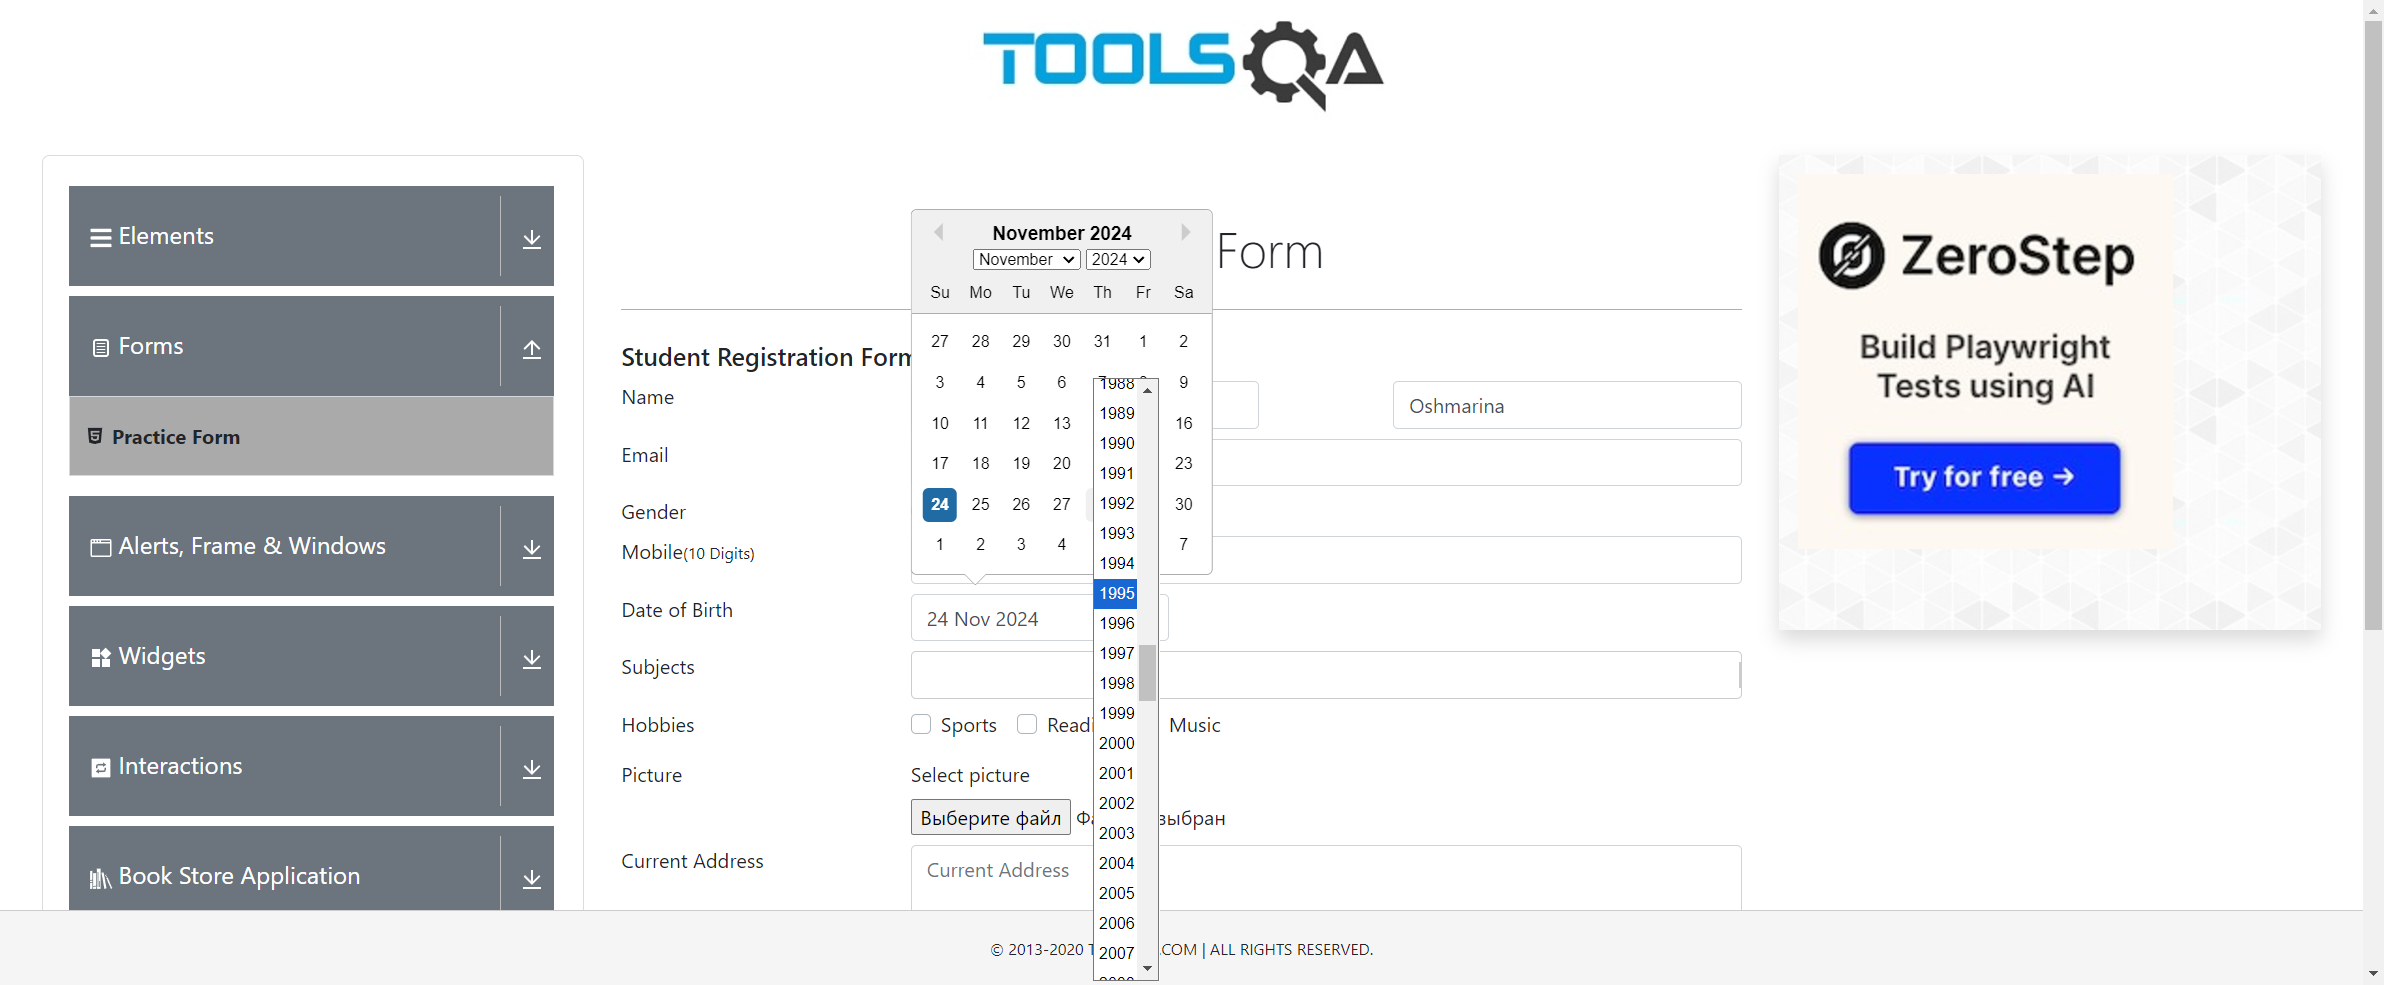 TOOLSQA
Elements
Forms
Practice Form
Alerts, Frame & Windows
Widgets
Interactions
Book Store Application
Form
November 2024
November 2024
Su Mo Tu We Th Fr Sa
27 28 29 30 31 1 2
3 4 5 6 9
10 11 12 13 16
17 18 19 20 23
24 25 26 27 30
1 2 3 4 7
1988
1989
1990
1991
1992
1993
1994
1995
1996
1997
1998
1999
2000
2001
2002
2003
2004
2005
2006
2007
Student Registration Form
Name
Oshmarina
Email
Gender
Mobile(10 Digits)
Date of Birth
24 Nov 2024
Subjects
Hobbies
Sports
Music
Picture
Select picture
Выберите файл
Current Address
Current Address
ZeroStep
Build Playwright
Tests using AI
Try for free →
© 2013-2020 .COM | ALL RIGHTS RESERVED.